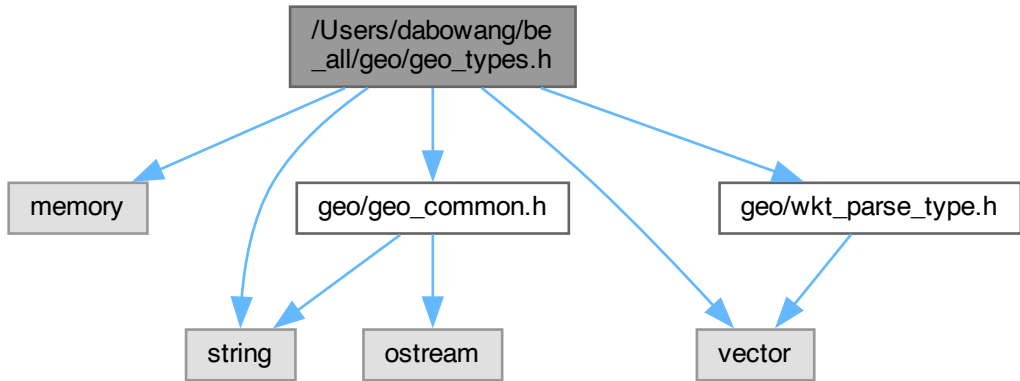 /Users/dabowang/be
_all/geo/geo_types.h
memory
geo/geo_common.h
geo/wkt_parse_type.h
string
ostream
vector